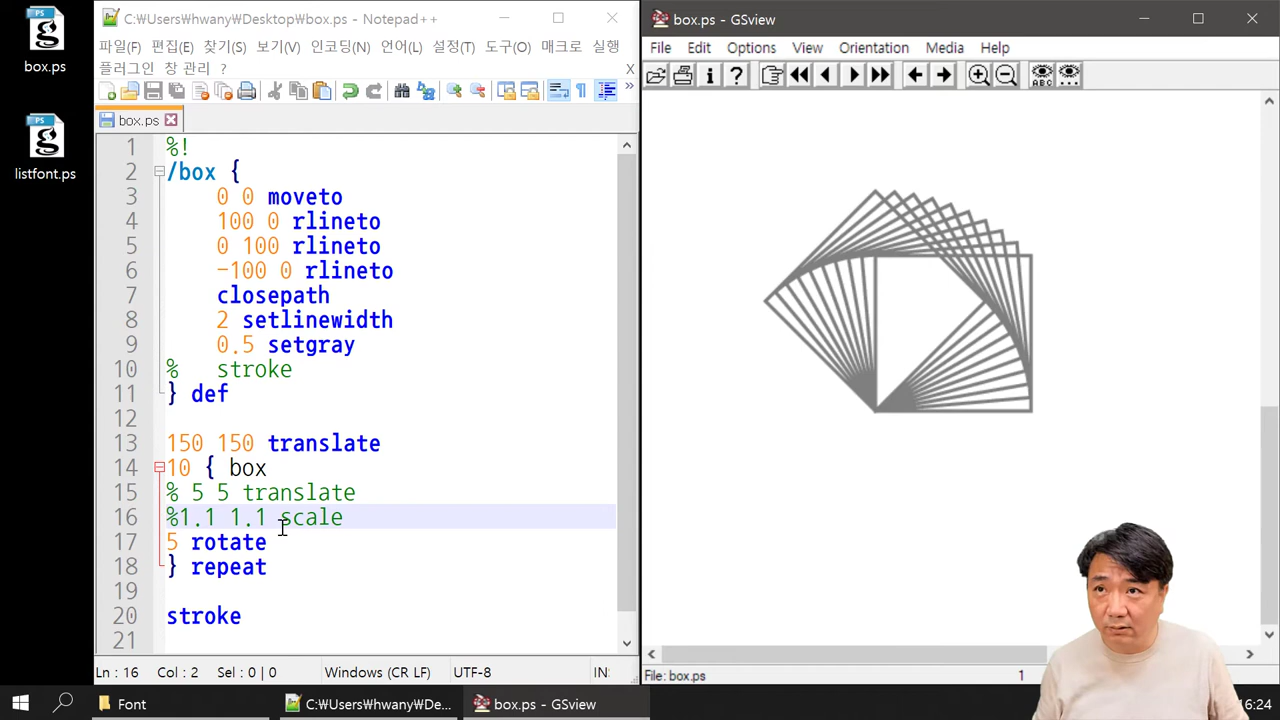 box.ps
listfont.ps
C:₩Users₩hwany₩Desktop₩box.ps - Notepad++
파일(F) 편집(E) 찾기(S) 보기(V) 인코딩(N) 언어(L) 설정(T) 도구(O) 매크로 실행
플러그인 창 관리 ? X
box.ps
1 %!
2 /box {
3 0 0 moveto
4 100 0 rlineto
5 0 100 rlineto
6 -100 0 rlineto
7 closepath
8 2 setlinewidth
9 0.5 setgray
10 % stroke
11 } def
12
13 150 150 translate
14 10 { box
15 % 5 5 translate
16 %1.1 1.1 scale
17 5 rotate
18 } repeat
19
20 stroke
21
Ln : 16 Col : 2 Sel : 0 | 0 Windows (CR LF) UTF-8 IN
box.ps - GSview
File Edit Options View Orientation Media Help
ABC
File: box.ps 1
Font
C:₩Users₩hwany₩De...
box.ps - GSview
16:24